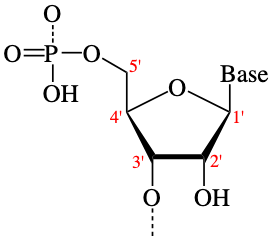 O
O=P–O 5'
OH
O
Base
4' 1'
3' 2'
O OH